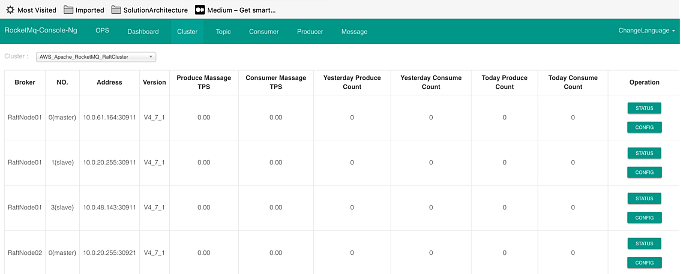 Most Visited Imported SolutionArchitecture Medium – Get smart...
RocketMq-Console-Ng OPS Dashboard Cluster Topic Consumer Producer Message ChangeLanguage
Cluster : AWS_Apache_RocketMQ_RaftCluster
Broker NO. Address Version Produce Massage TPS Consumer Massage TPS Yesterday Produce Count Yesterday Consume Count Today Produce Count Today Consume Count Operation
RaftNode01 0(master) 10.0.61.164:30911 V4_7_1 0.00 0.00 0 0 0 0 STATUS CONFIG
RaftNode01 1(slave) 10.0.20.255:30911 V4_7_1 0.00 0.00 0 0 0 0 STATUS CONFIG
RaftNode01 3(slave) 10.0.48.143:30911 V4_7_1 0.00 0.00 0 0 0 0 STATUS CONFIG
RaftNode02 0(master) 10.0.20.255:30921 V4_7_1 0.00 0.00 0 0 0 0 STATUS CONFIG